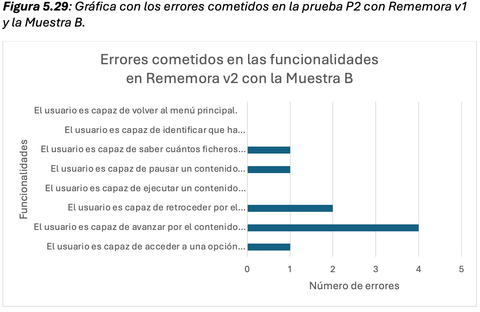 Figura 5.29: Gráfica con los errores cometidos en la prueba P2 con Rememora v1
y la Muestra B.
Errores cometidos en las funcionalidades
en Rememora v2 con la Muestra B
Funcionalidades
El usuario es capaz de volver al menú principal.
El usuario es capaz de identificar que ha...
El usuario es capaz de saber cuántos ficheros...
El usuario es capaz de pausar un contenido...
El usuario es capaz de ejecutar un contenido...
El usuario es capaz de retroceder por el...
El usuario es capaz de avanzar por el contenido...
El usuario es capaz de acceder a una opción...
0 1 2 3 4 5
Número de errores